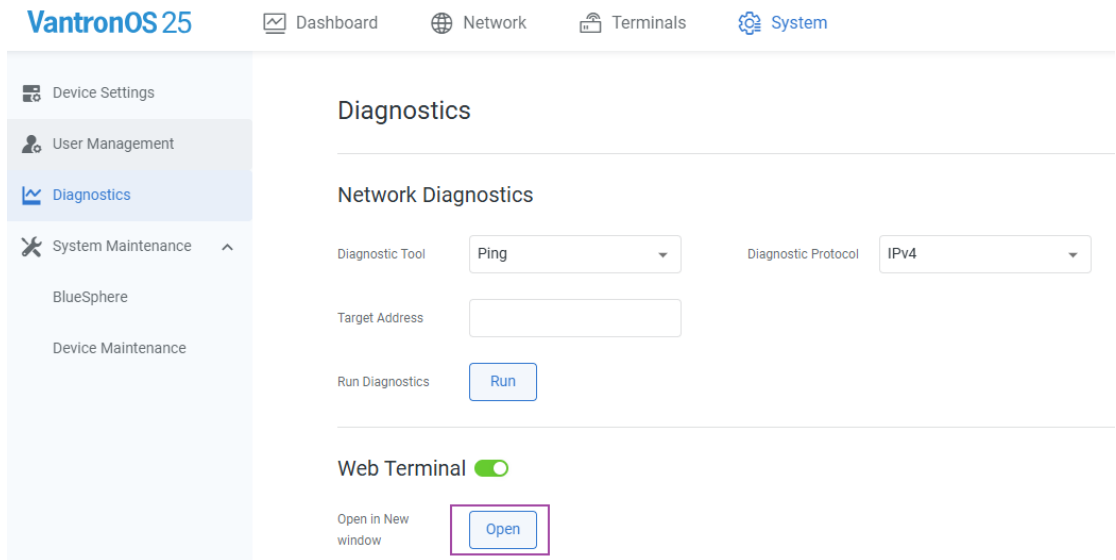 VantronOS 25
Dashboard
Network
Terminals
System
Device Settings
User Management
Diagnostics
System Maintenance
BlueSphere
Device Maintenance
Diagnostics
Network Diagnostics
Diagnostic Tool
Ping
Diagnostic Protocol
IPv4
Target Address
Run Diagnostics
Run
Web Terminal
Open in New
window
Open